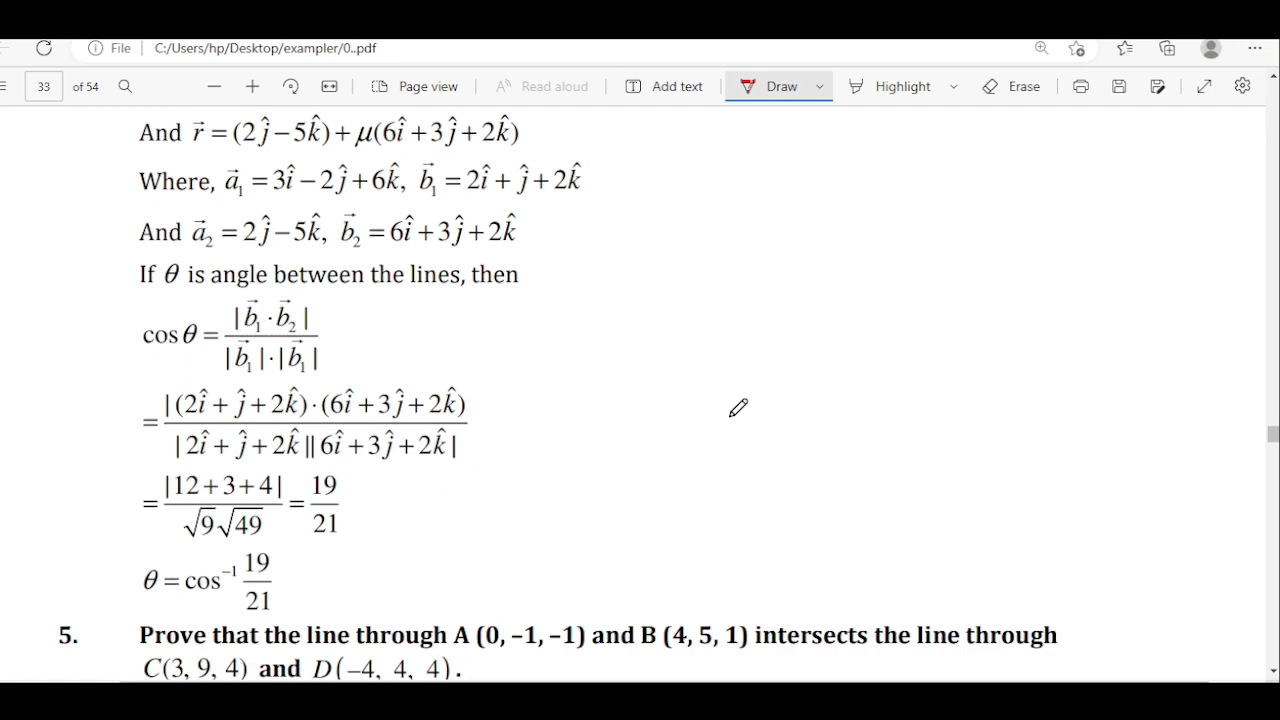 File C:/Users/hp/Desktop/exampler/0..pdf
33 of 54 Page view Read aloud Add text Draw Highlight Erase
And r⃗ = (2ĵ − 5k̂) + μ(6î + 3ĵ + 2k̂)
Where, a⃗₁ = 3î − 2ĵ + 6k̂, b⃗₁ = 2î + ĵ + 2k̂
And a⃗₂ = 2ĵ − 5k̂, b⃗₂ = 6î + 3ĵ + 2k̂
If θ is angle between the lines, then
cos θ = |b⃗₁ · b⃗₂| / |b⃗₁| · |b⃗₁|
= |(2î + ĵ + 2k̂) · (6î + 3ĵ + 2k̂) / |2î + ĵ + 2k̂||6î + 3ĵ + 2k̂|
= |12 + 3 + 4| / √9√49 = 19/21
θ = cos⁻¹ 19/21
5. Prove that the line through A (0, –1, –1) and B (4, 5, 1) intersects the line through
C(3, 9, 4) and D(−4, 4, 4).